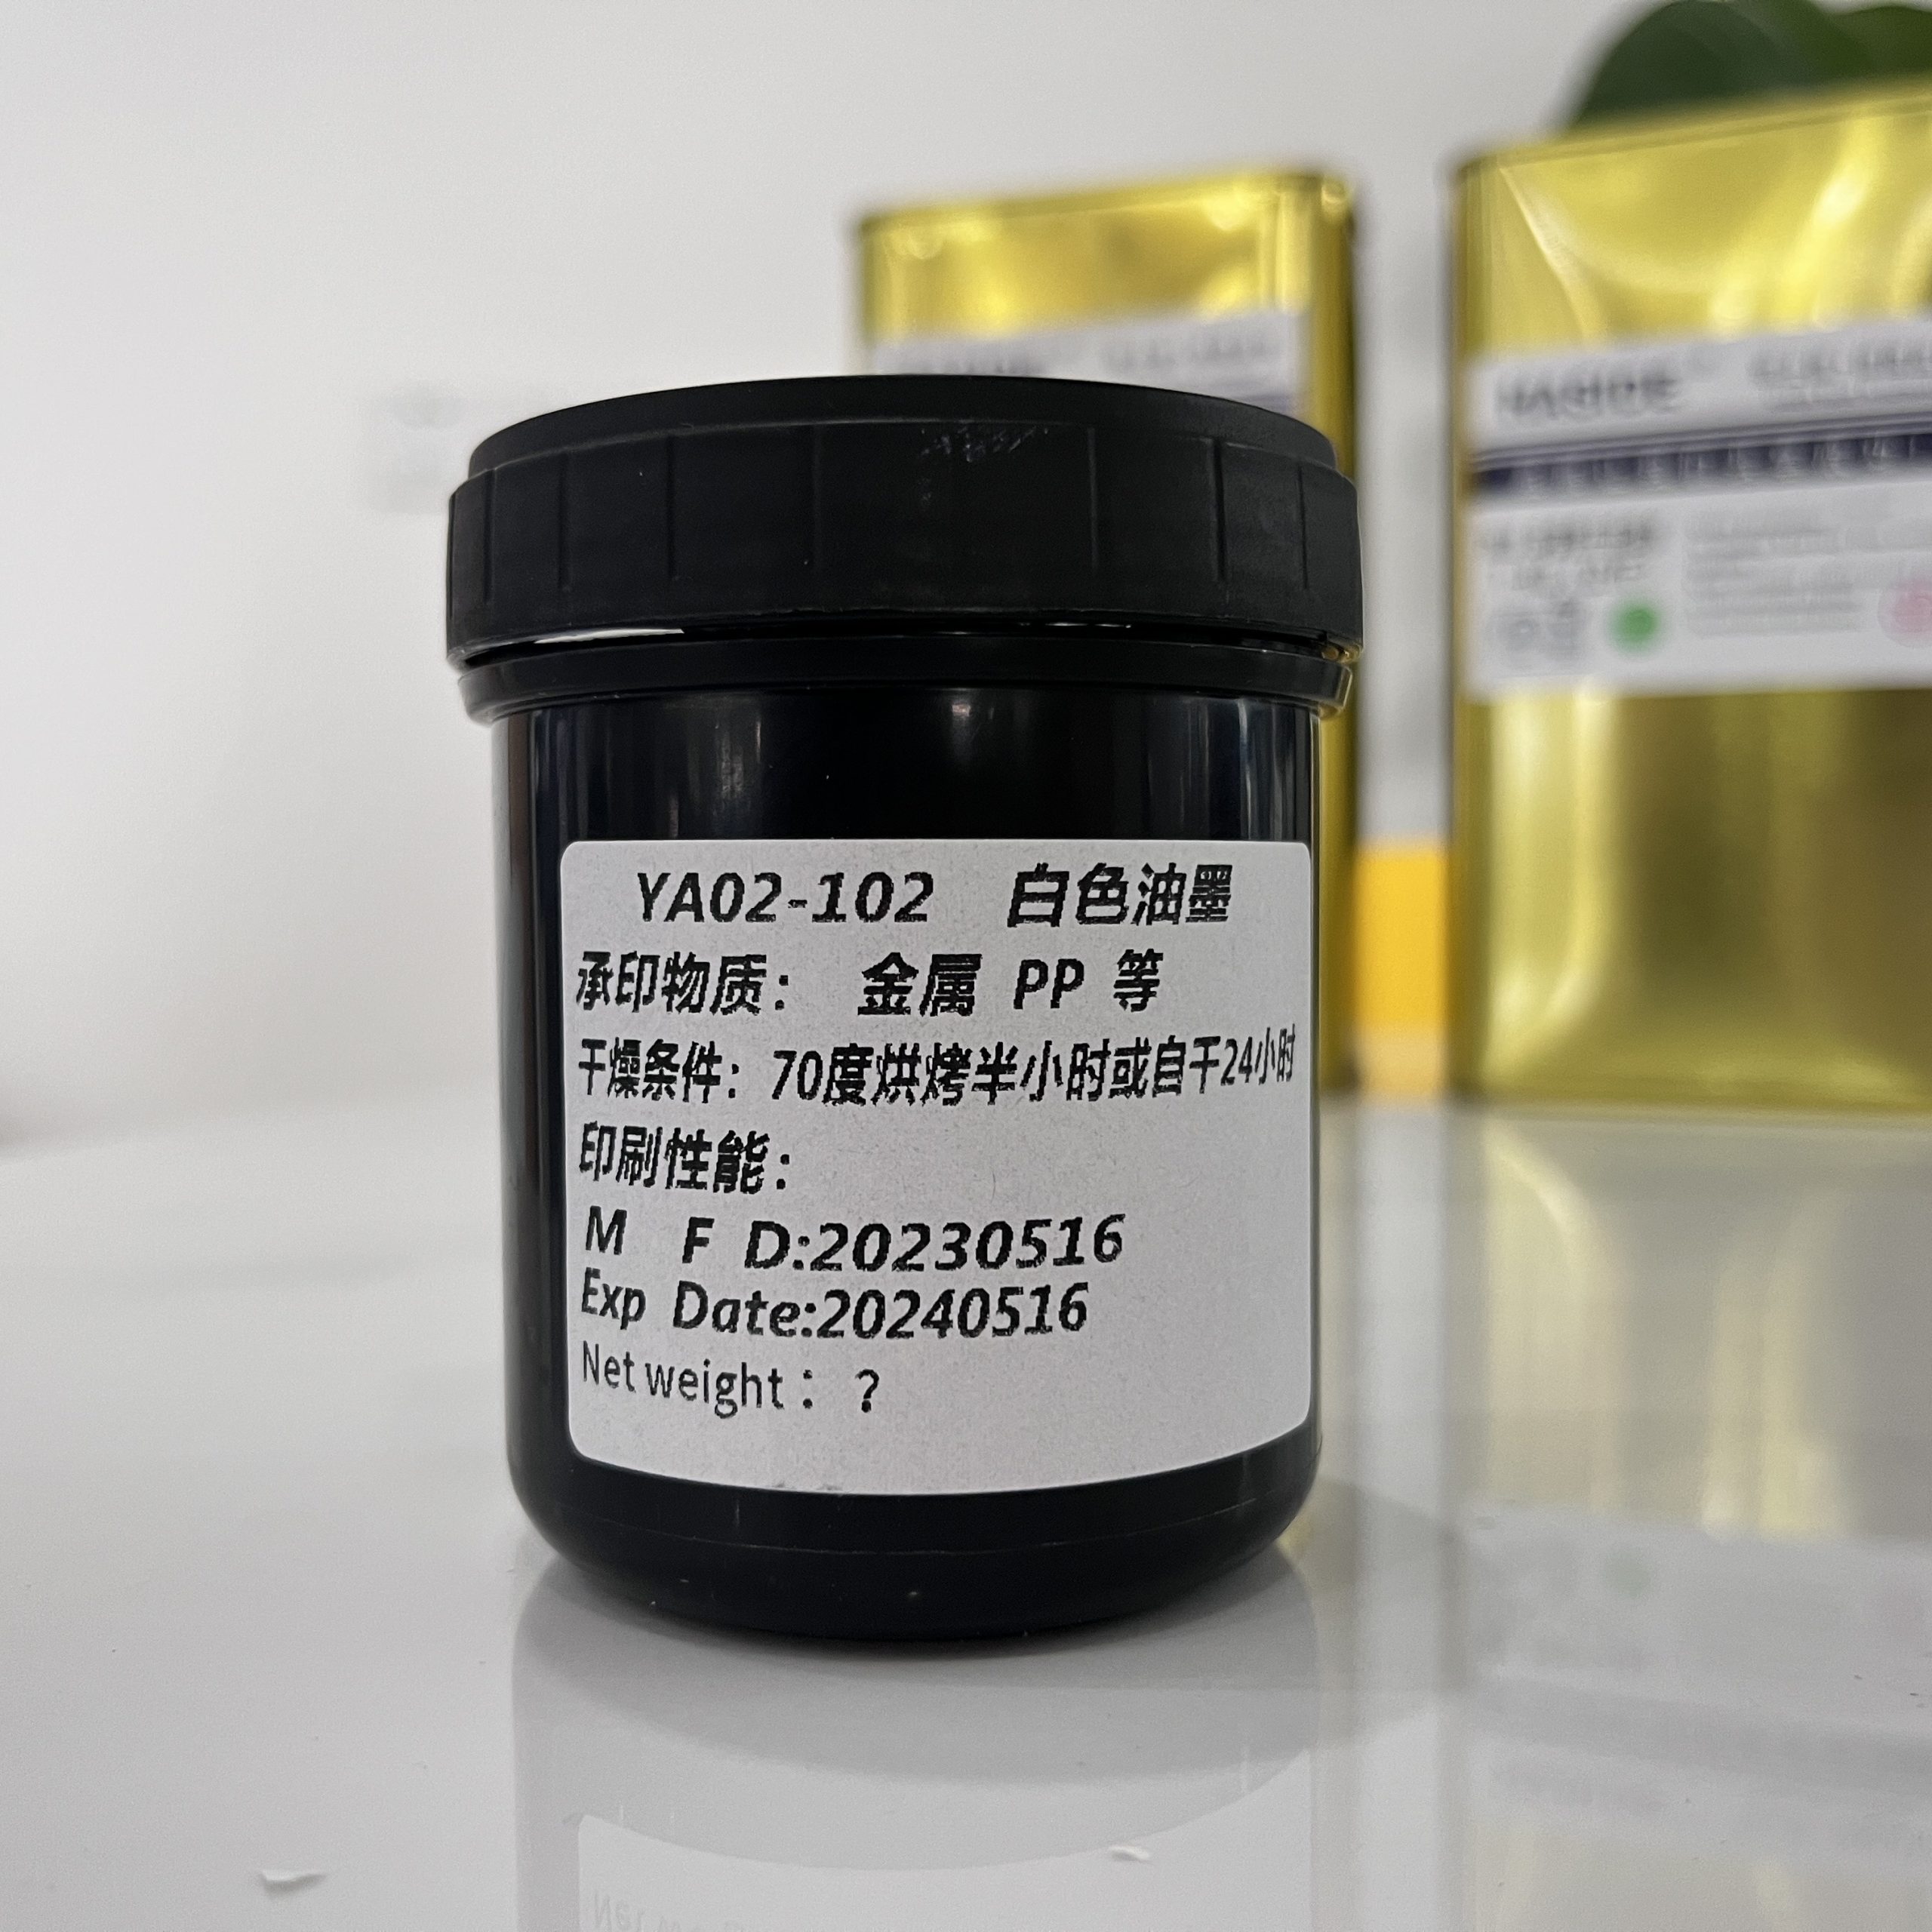 YA02-102 白色油墨
承印物质： 金属 PP 等
干燥条件：70度烘烤半小时或自干24小时
印刷性能：
M F D:20230516
Exp Date:20240516
Net weight： ?